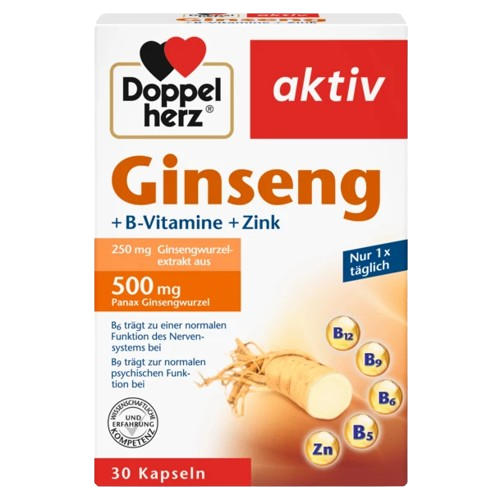 Doppel
herz®
aktiv
Ginseng
+ B-Vitamine + Zink
250 mg Ginsengwurzel-
extrakt aus
500 mg
Panax Ginsengwurzel
Nur 1x
täglich
B6 trägt zu einer normalen
Funktion des Nerven-
systems bei
B9 trägt zur normalen
psychischen Funk-
tion bei
WISSENSCHAFTLICHE
UND
ERFAHRUNG
KOMPETENZ
B12
B9
B6
B5
Zn
30 Kapseln